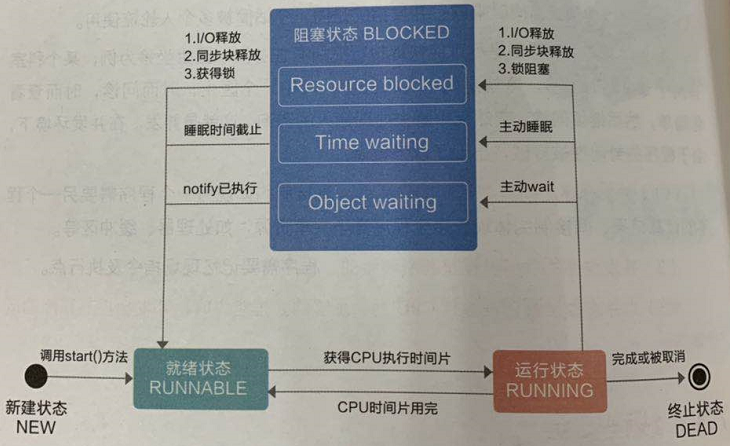 阻塞状态 BLOCKED
1.I/O释放
2.同步块释放
3.获得锁
1.I/O释放
2.同步块释放
3.锁阻塞
Resource blocked
睡眠时间截止
Time waiting
主动睡眠
notify已执行
Object waiting
主动wait
调用start()方法
就绪状态
RUNNABLE
获得CPU执行时间片
CPU时间片用完
运行状态
RUNNING
完成或被取消
新建状态
NEW
终止状态
DEAD